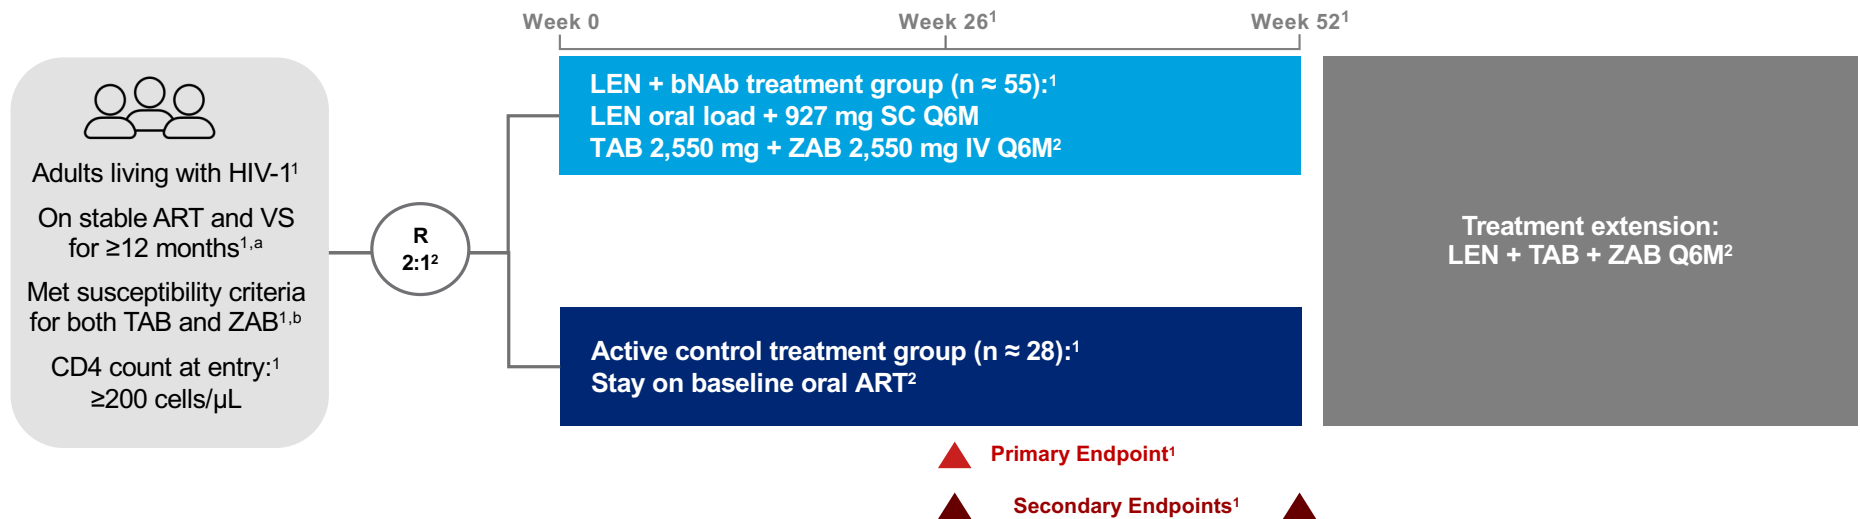 Week 0
Week 26¹
Week 52¹
Adults living with HIV-1¹
On stable ART and VS
for ≥12 months¹,ᵃ
Met susceptibility criteria
for both TAB and ZAB¹,ᵇ
CD4 count at entry:¹
≥200 cells/µL
R
2:1²
LEN + bNAb treatment group (n ≈ 55):¹
LEN oral load + 927 mg SC Q6M
TAB 2,550 mg + ZAB 2,550 mg IV Q6M²
Active control treatment group (n ≈ 28):¹
Stay on baseline oral ART²
Treatment extension:
LEN + TAB + ZAB Q6M²
Primary Endpoint¹
Secondary Endpoints¹